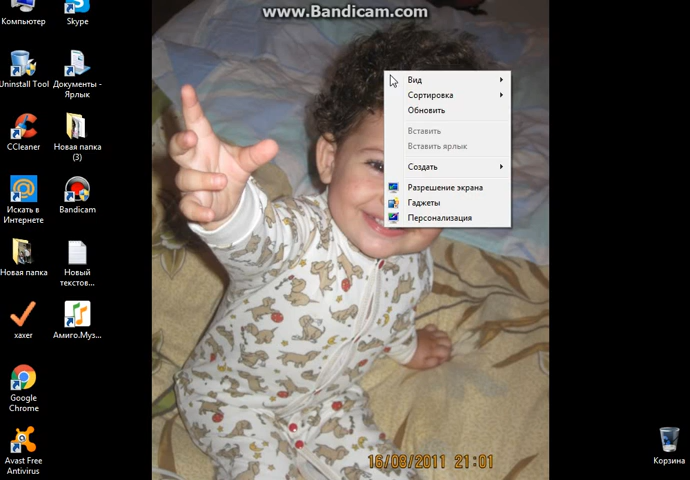 www.Bandicam.com
Компьютер
Skype
Uninstall Tool
Документы -
Ярлык
CCleaner
Новая папка
(3)
Искать в
Интернете
Bandicam
Новая папка
Новый
текстов...
xaxer
Амиго.Муз...
Google
Chrome
Avast Free
Antivirus
Вид
Сортировка
Обновить
Вставить
Вставить ярлык
Создать
Разрешение экрана
Гаджеты
Персонализация
16/08/2011 21:01
Корзина